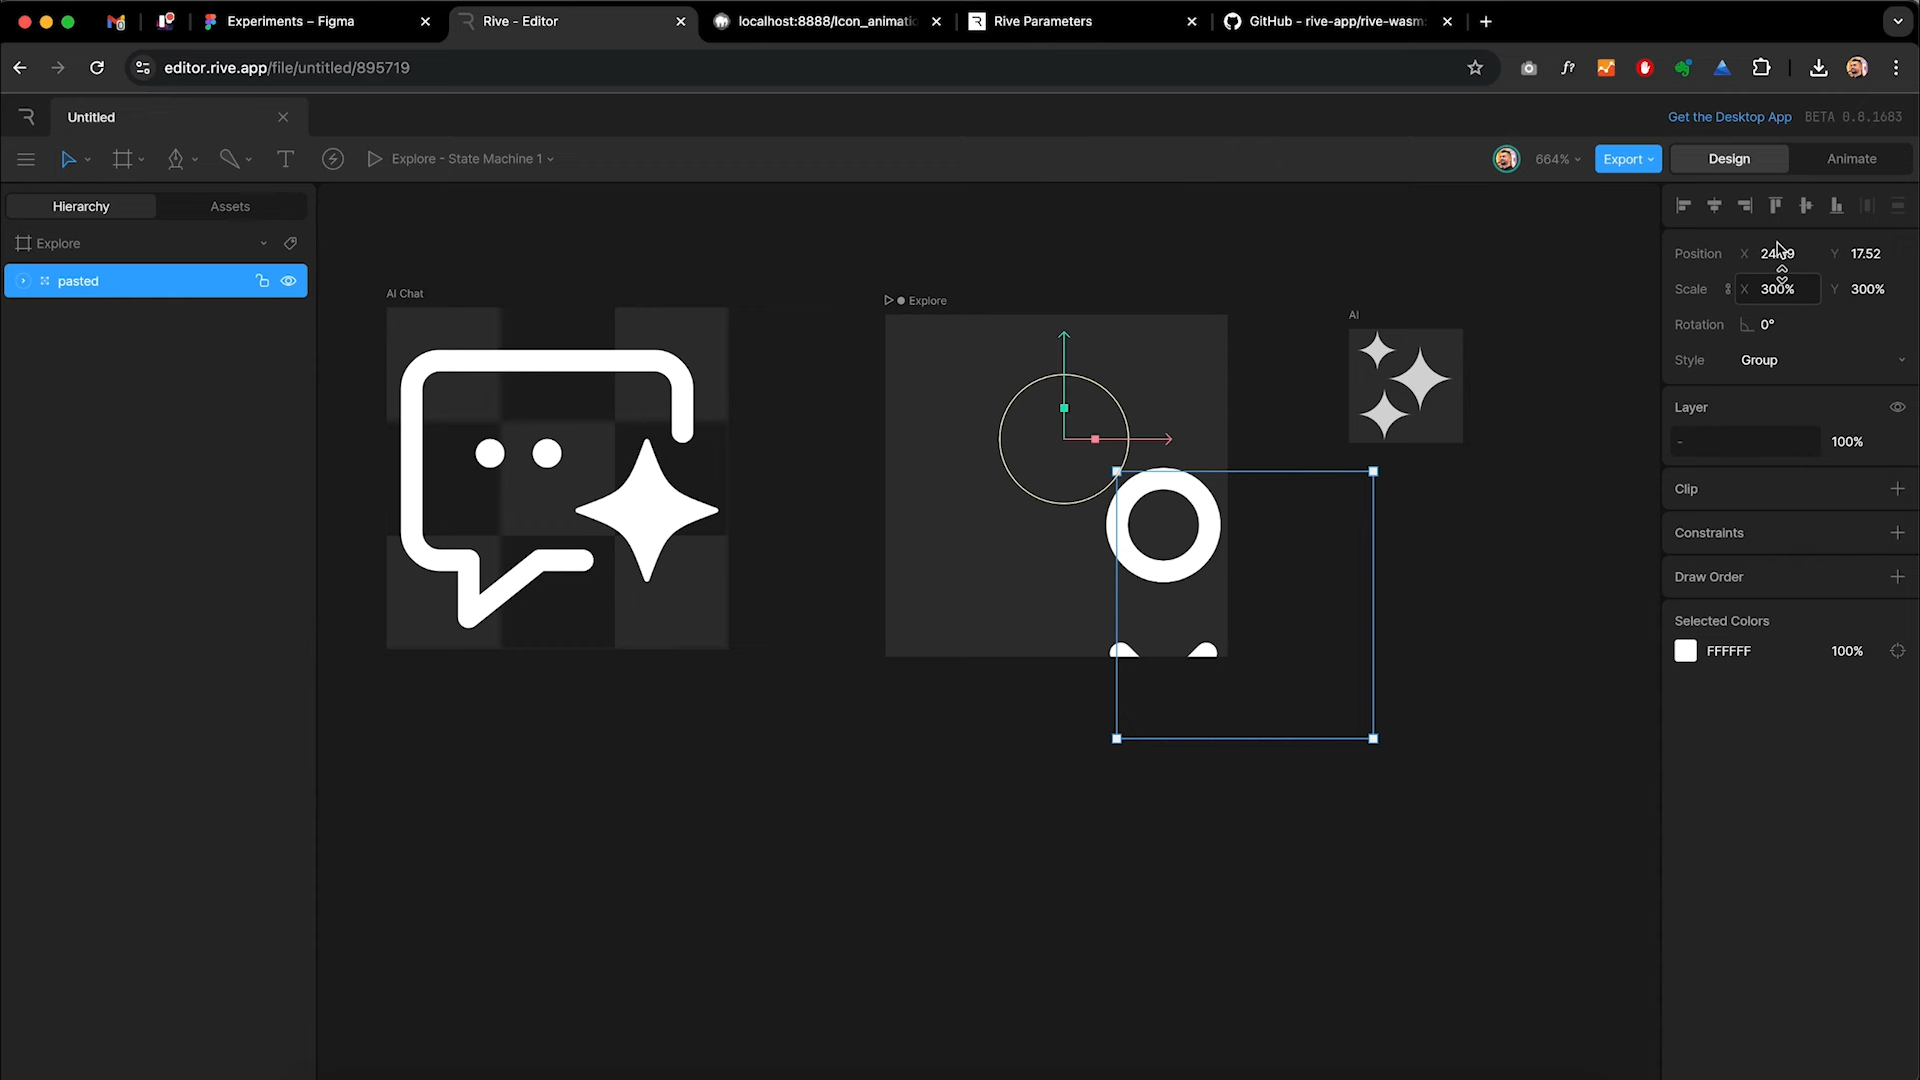 Experiments – Figma
Rive - Editor
localhost:8888/Icon_animatio
Rive Parameters
GitHub - rive-app/rive-wasm:
editor.rive.app/file/untitled/895719
f?
Untitled
Get the Desktop App
BETA 0.8.1683
Explore - State Machine 1
664%
Export
Design
Animate
Hierarchy
Assets
Explore
pasted
AI Chat
Explore
AI
Position X Y 17.52
Scale X 300% Y 300%
Rotation 0°
Style Group
Layer
- 100%
Clip
Constraints
Draw Order
Selected Colors
FFFFFF 100%